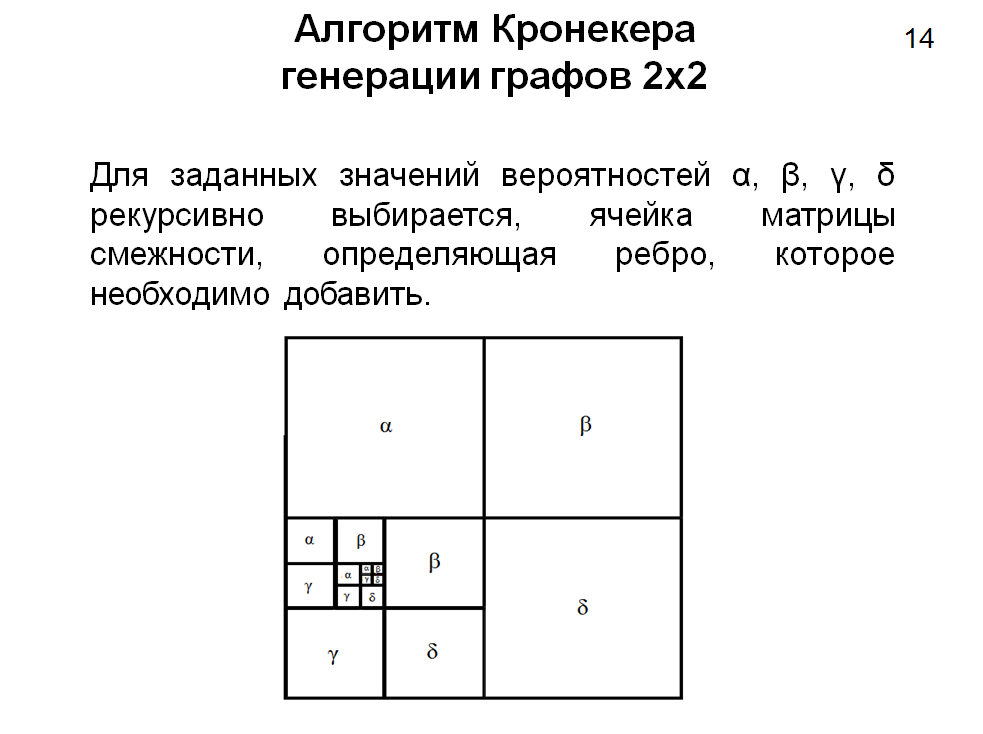 Алгоритм Кронекера
генерации графов 2x2
14
Для заданных значений вероятностей α, β, γ, δ
рекурсивно выбирается, ячейка матрицы
смежности, определяющая ребро, которое
необходимо добавить.
α β
α β
β
γ
α
α β
γ δ
γ δ
δ
γ δ